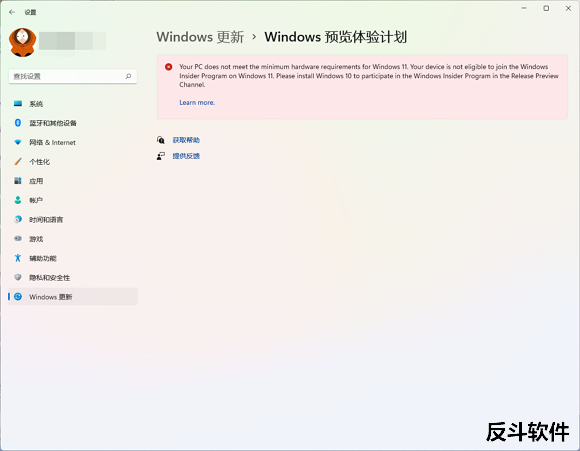 设置
Windows 更新 › Windows 预览体验计划
查找设置
Your PC does not meet the minimum hardware requirements for Windows 11. Your device is not eligible to join the Windows
Insider Program on Windows 11. Please install Windows 10 to participate in the Windows Insider Program in the Release Preview
Channel.
Learn more.
获取帮助
提供反馈
系统
蓝牙和其他设备
网络 & Internet
个性化
应用
帐户
时间和语言
游戏
辅助功能
隐私和安全性
Windows 更新
反斗软件